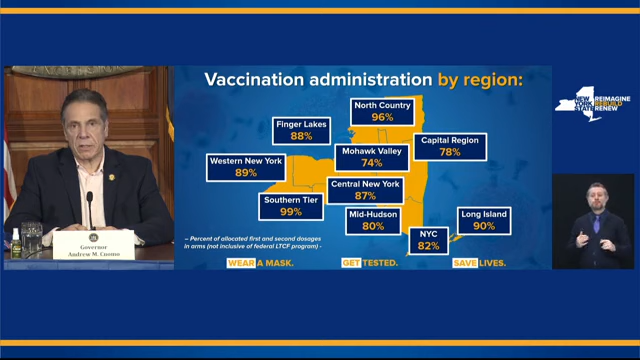 Vaccination administration by region:
North Country
96%
Finger Lakes
88%
Capital Region
78%
Mohawk Valley
74%
Western New York
89%
Central New York
87%
Southern Tier
99%
Mid-Hudson
80%
Long Island
90%
NYC
82%
– Percent of allocated first and second dosages
in arms (not inclusive of federal LTCF program) -
WEAR A MASK. GET TESTED. SAVE LIVES.
Governor
Andrew M. Cuomo
NEW REIMAGINE
YORK REBUILD
STATE RENEW